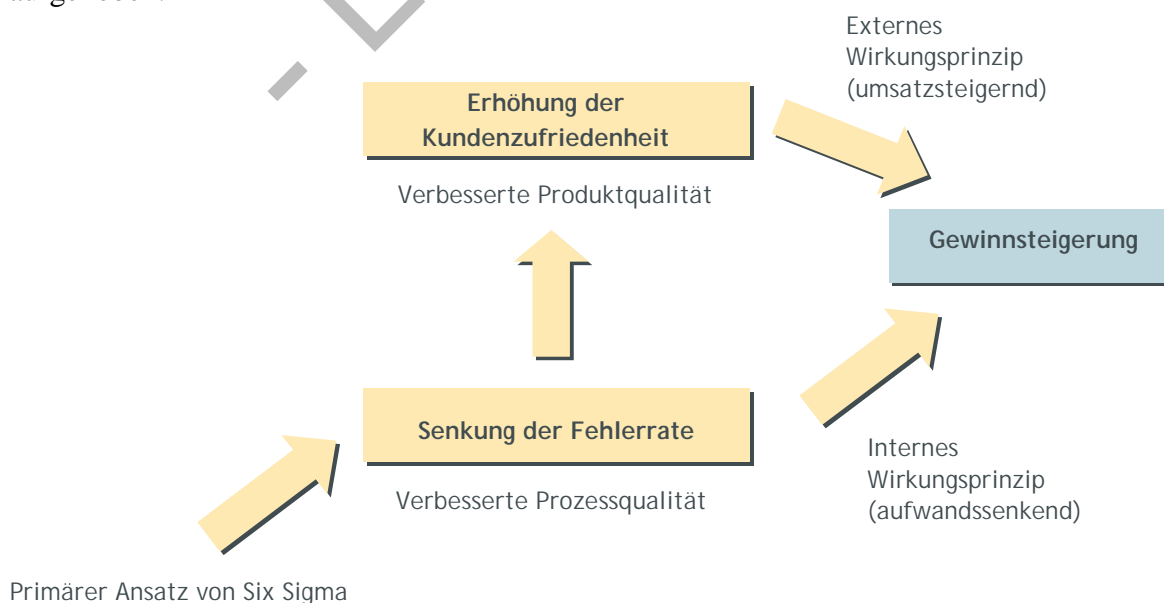 Externes
Wirkungsprinzip
(umsatzsteigernd)
Erhöhung der
Kundenzufriedenheit
Verbesserte Produktqualität
Gewinnsteigerung
Senkung der Fehlerrate
Verbesserte Prozessqualität
Internes
Wirkungsprinzip
(aufwandssenkend)
Primärer Ansatz von Six Sigma